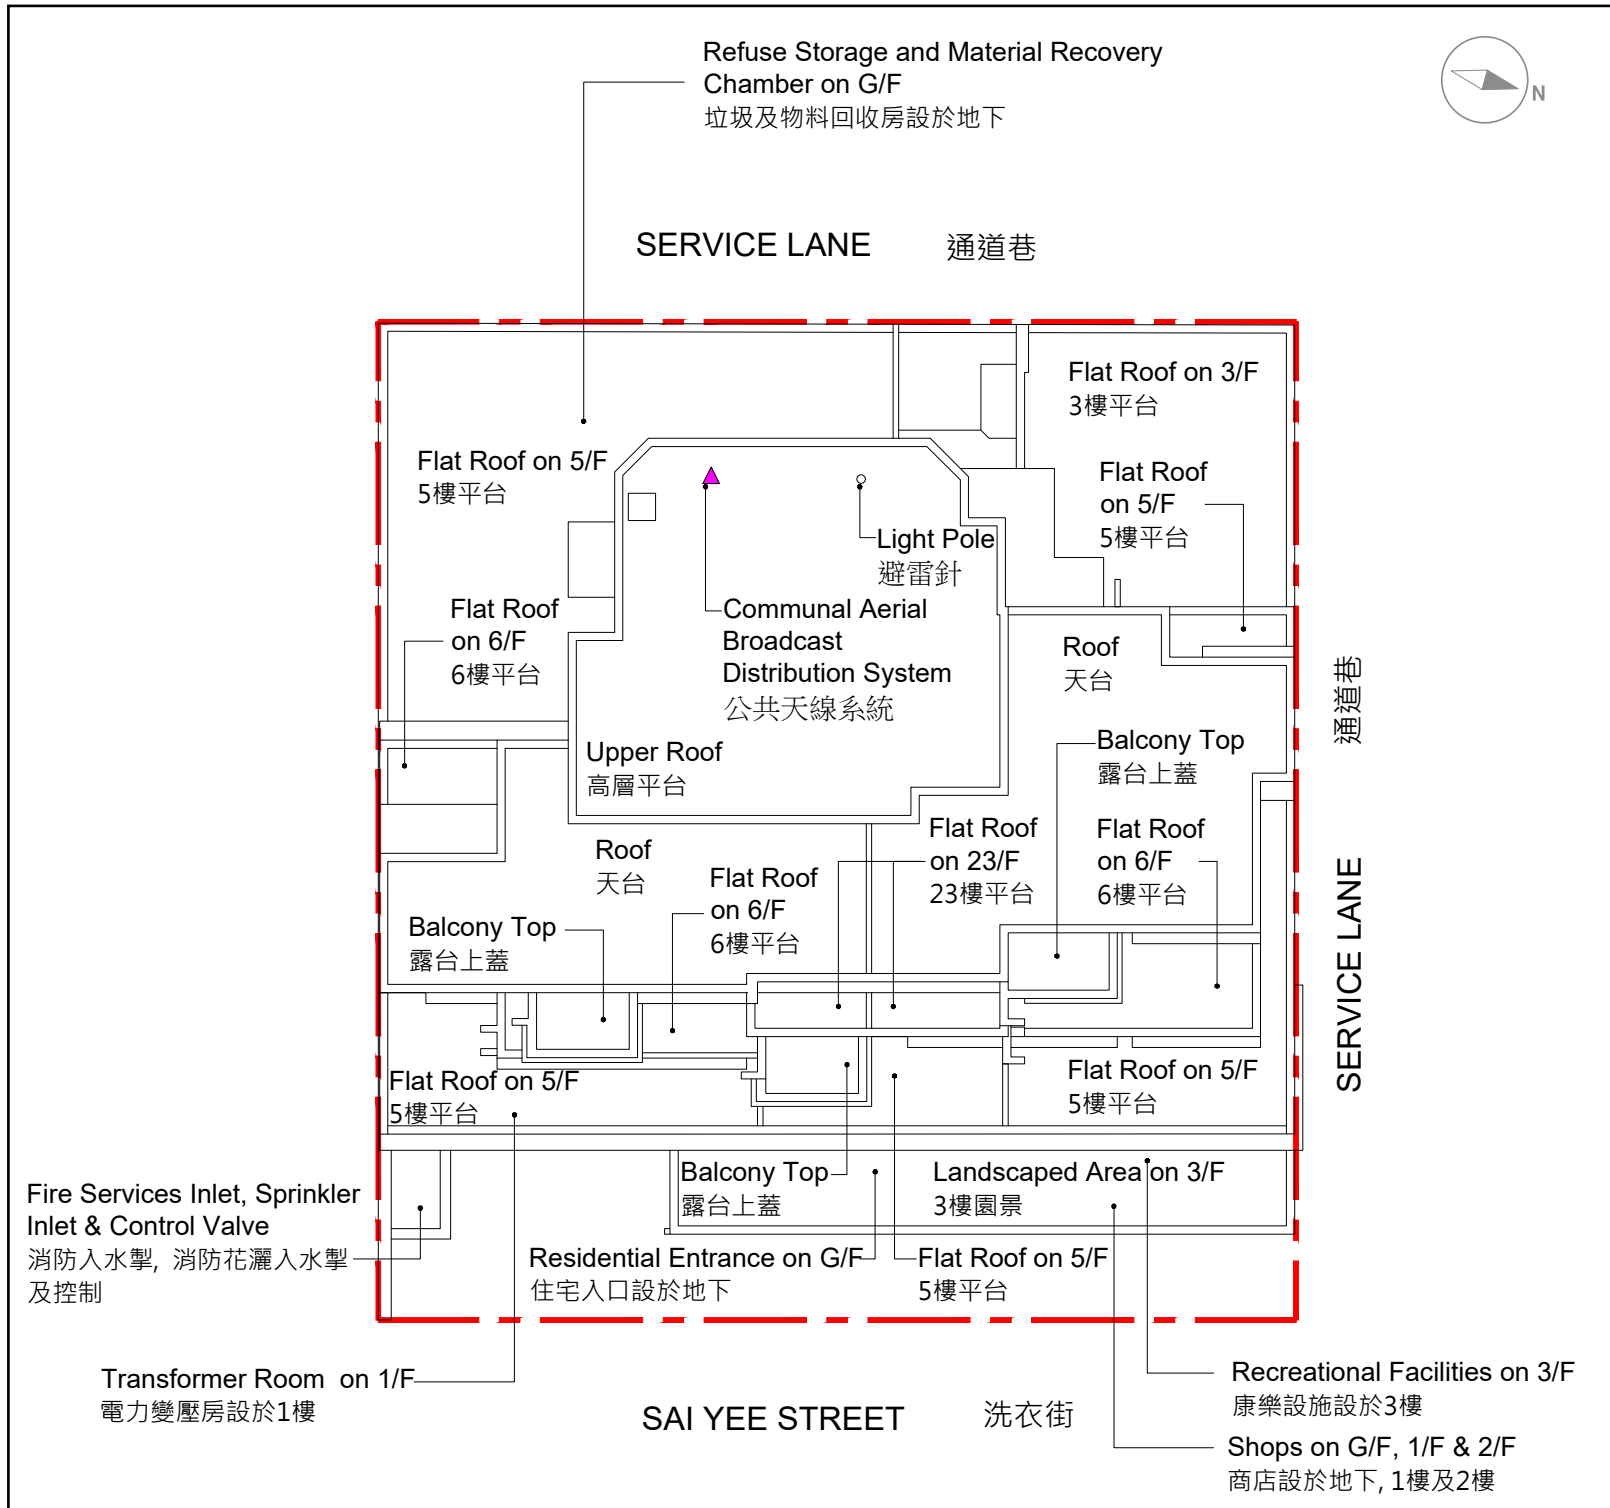 Refuse Storage and Material Recovery
Chamber on G/F
垃圾及物料回收房設於地下
N
SERVICE LANE 通道巷
Flat Roof on 3/F
3樓平台
Flat Roof on 5/F
5樓平台
Flat Roof
on 5/F
5樓平台
Light Pole
避雷針
Flat Roof
on 6/F
6樓平台
Communal Aerial
Broadcast
Distribution System
公共天線系統
Roof
天台
通道巷
SERVICE LANE
Upper Roof
高層平台
Balcony Top
露台上蓋
Roof
天台
Flat Roof
on 23/F
23樓平台
Flat Roof
on 6/F
6樓平台
Flat Roof
on 6/F
6樓平台
Balcony Top
露台上蓋
Flat Roof on 5/F
5樓平台
Flat Roof on 5/F
5樓平台
Balcony Top
露台上蓋
Landscaped Area on 3/F
3樓園景
Fire Services Inlet, Sprinkler
Inlet & Control Valve
消防入水掣, 消防花灑入水掣
及控制
Residential Entrance on G/F
住宅入口設於地下
Flat Roof on 5/F
5樓平台
Transformer Room on 1/F
電力變壓房設於1樓
SAI YEE STREET 洗衣街
Recreational Facilities on 3/F
康樂設施設於3樓
Shops on G/F, 1/F & 2/F
商店設於地下, 1樓及2樓